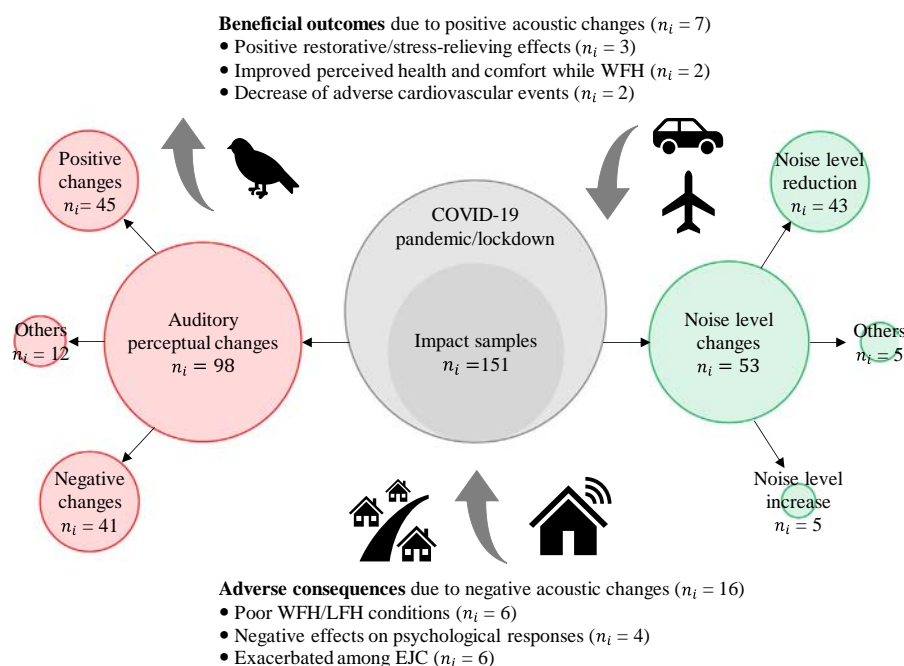 Beneficial outcomes due to positive acoustic changes (nᵢ = 7)
● Positive restorative/stress-relieving effects (nᵢ = 3)
● Improved perceived health and comfort while WFH (nᵢ = 2)
● Decrease of adverse cardiovascular events (nᵢ = 2)
Positive
changes
nᵢ= 45
COVID-19
pandemic/lockdown
Noise level
reduction
nᵢ = 43
Others
nᵢ = 12
Auditory
perceptual changes
nᵢ = 98
Impact samples
nᵢ =151
Noise level
changes
nᵢ = 53
Others
nᵢ = 5
Negative
changes
nᵢ = 41
Noise level
increase
nᵢ = 5
Adverse consequences due to negative acoustic changes (nᵢ = 16)
● Poor WFH/LFH conditions (nᵢ = 6)
● Negative effects on psychological responses (nᵢ = 4)
● Exacerbated among EJC (nᵢ = 6)